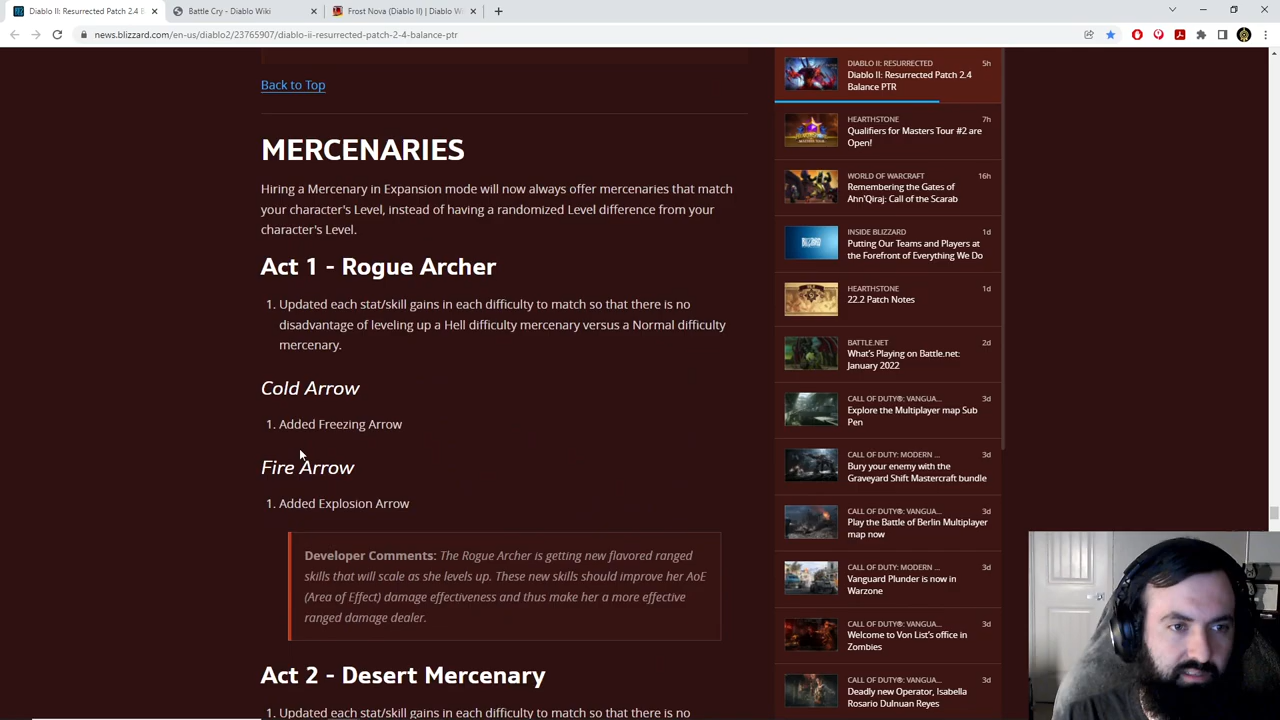 Diablo II: Resurrected Patch 2.4 B
Battle Cry - Diablo Wiki
Frost Nova (Diablo II) | Diablo W
news.blizzard.com/en-us/diablo2/23765907/diablo-ii-resurrected-patch-2-4-balance-ptr
Back to Top
MERCENARIES
Hiring a Mercenary in Expansion mode will now always offer mercenaries that match
your character's Level, instead of having a randomized Level difference from your
character's Level.
Act 1 - Rogue Archer
1. Updated each stat/skill gains in each difficulty to match so that there is no
disadvantage of leveling up a Hell difficulty mercenary versus a Normal difficulty
mercenary.
Cold Arrow
1. Added Freezing Arrow
Fire Arrow
1. Added Explosion Arrow
Developer Comments: The Rogue Archer is getting new flavored ranged
skills that will scale as she levels up. These new skills should improve her AoE
(Area of Effect) damage effectiveness and thus make her a more effective
ranged damage dealer.
Act 2 - Desert Mercenary
1. Updated each stat/skill gains in each difficulty to match so that there is no
DIABLO II: RESURRECTED 5h
Diablo II: Resurrected Patch 2.4
Balance PTR
HEARTHSTONE 7h
Qualifiers for Masters Tour #2 are
Open!
WORLD OF WARCRAFT 16h
Remembering the Gates of
Ahn'Qiraj: Call of the Scarab
INSIDE BLIZZARD 1d
Putting Our Teams and Players at
the Forefront of Everything We Do
HEARTHSTONE 1d
22.2 Patch Notes
BATTLE.NET 2d
What's Playing on Battle.net:
January 2022
CALL OF DUTY®: VANGUA... 3d
Explore the Multiplayer map Sub
Pen
CALL OF DUTY: MODERN ... 3d
Bury your enemy with the
Graveyard Shift Mastercraft bundle
CALL OF DUTY®: VANGUA... 3d
Play the Battle of Berlin Multiplayer
map now
CALL OF DUTY: MODERN ... 3d
Vanguard Plunder is now in
Warzone
CALL OF DUTY®: VANGUA... 3d
Welcome to Von List's office in
Zombies
CALL OF DUTY®: VANGUA... 3d
Deadly new Operator, Isabella
Rosario Dulnuan Reyes